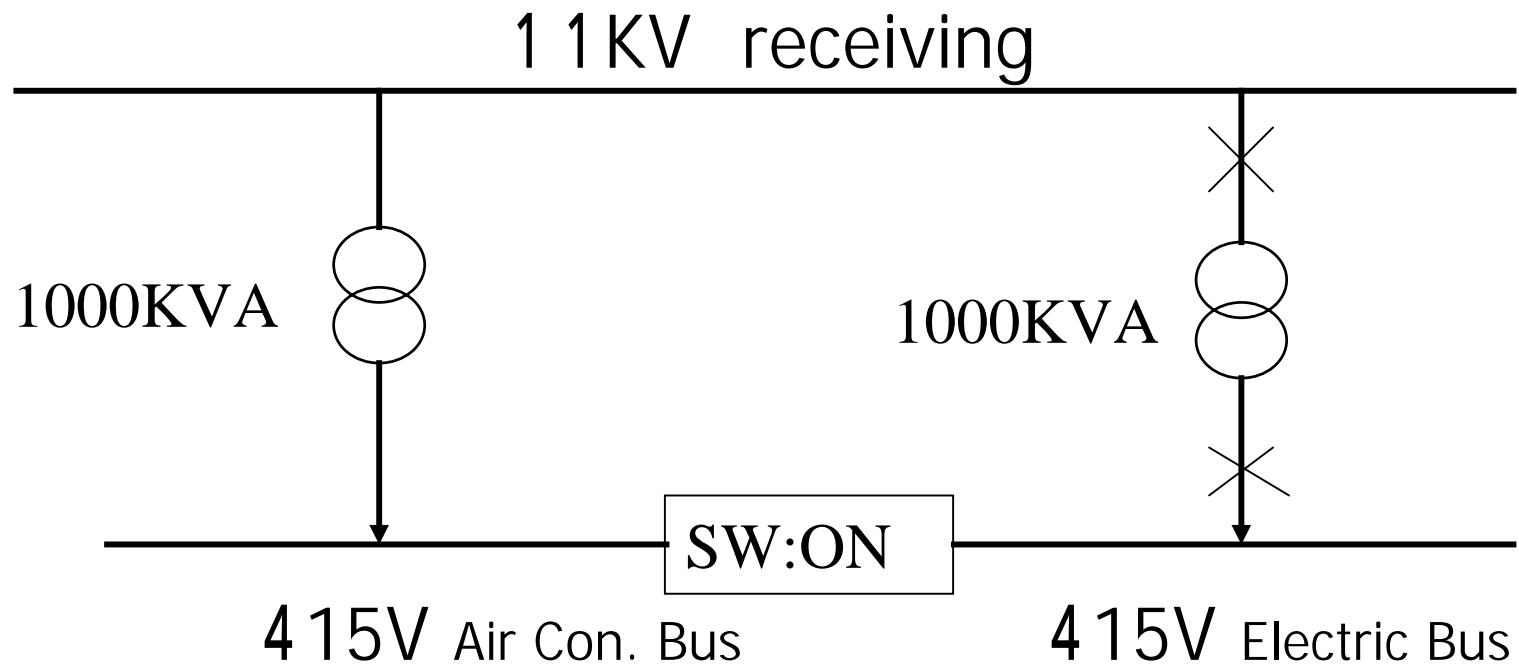 11KV receiving
1000KVA
1000KVA
SW:ON
415V Air Con. Bus
415V Electric Bus